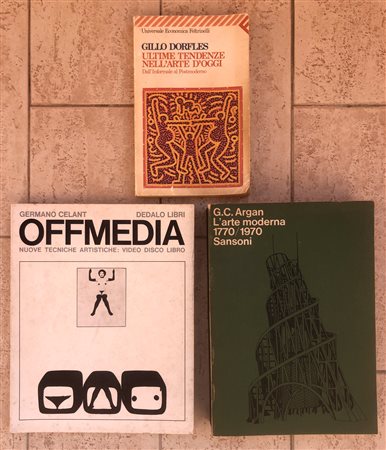 Universale Economica Feltrinelli
GILLO DORFLES
ULTIME TENDENZE
NELL'ARTE D'OGGI
Dall'Informale al Postmoderno
GERMANO CELANT DEDALO LIBRI
OFFMEDIA
NUOVE TECNICHE ARTISTICHE: VIDEO DISCO LIBRO
G.C. Argan
L'arte moderna
1770/1970
Sansoni